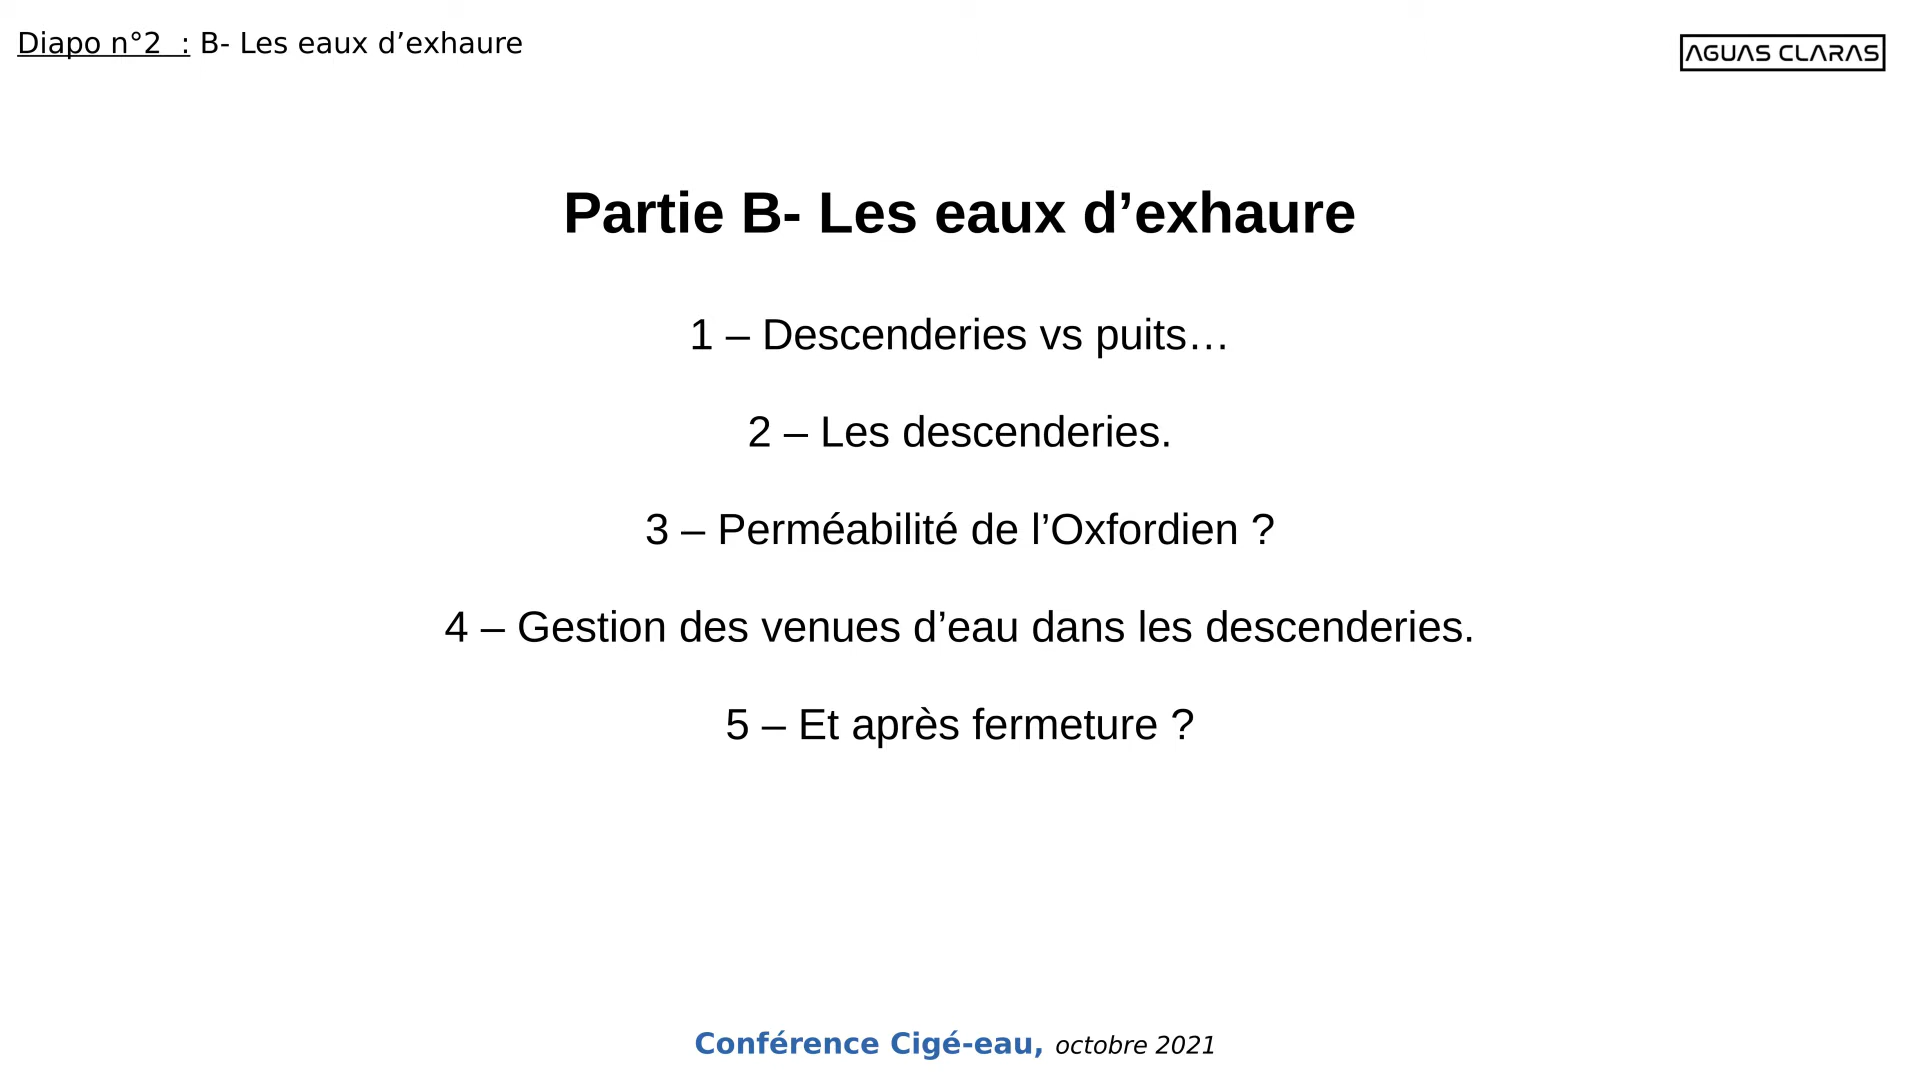 Diapo n°2  : B- Les eaux d’exhaure
AGUAS CLARAS
Partie B- Les eaux d’exhaure
1 – Descenderies vs puits…
2 – Les descenderies.
3 – Perméabilité de l’Oxfordien ?
4 – Gestion des venues d’eau dans les descenderies.
5 – Et après fermeture ?
Conférence Cigé-eau, octobre 2021